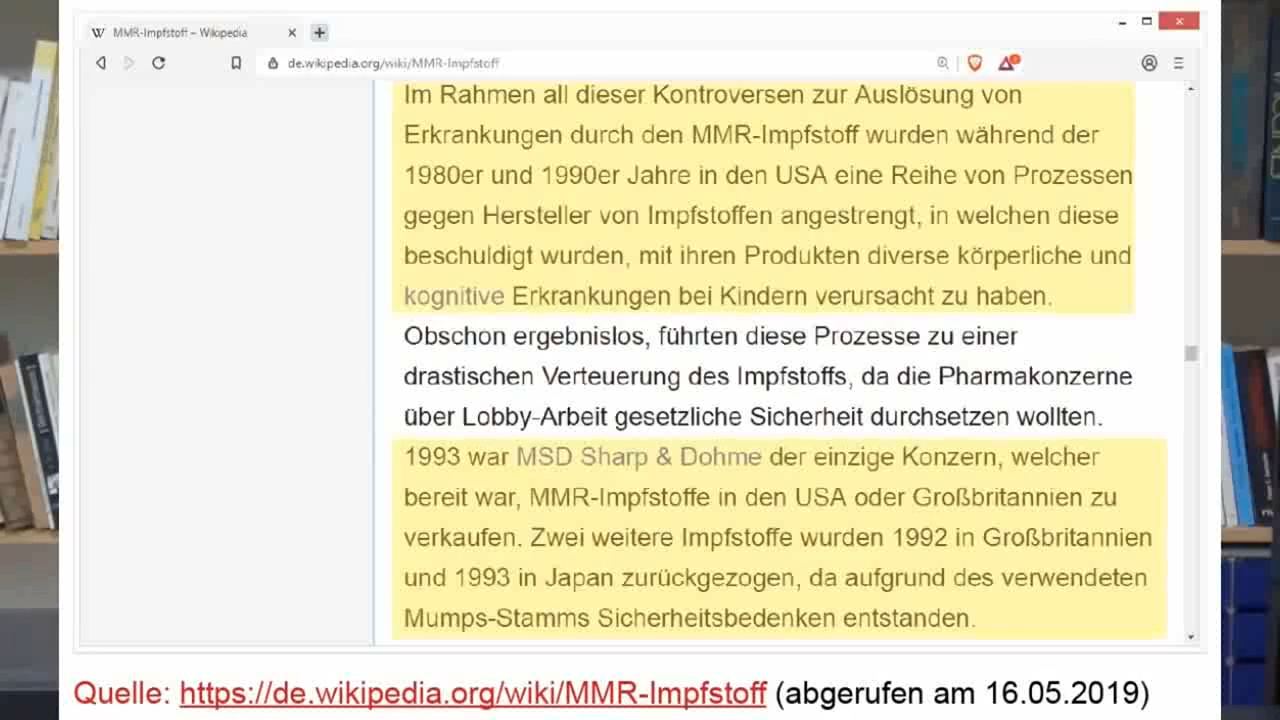 W MMR-Impfstoff – Wikipedia
de.wikipedia.org/wiki/MMR-Impfstoff
Im Rahmen all dieser Kontroversen zur Auslösung von
Erkrankungen durch den MMR-Impfstoff wurden während der
1980er und 1990er Jahre in den USA eine Reihe von Prozessen
gegen Hersteller von Impfstoffen angestrengt, in welchen diese
beschuldigt wurden, mit ihren Produkten diverse körperliche und
kognitive Erkrankungen bei Kindern verursacht zu haben.
Obschon ergebnislos, führten diese Prozesse zu einer
drastischen Verteuerung des Impfstoffs, da die Pharmakonzerne
über Lobby-Arbeit gesetzliche Sicherheit durchsetzen wollten.
1993 war MSD Sharp & Dohme der einzige Konzern, welcher
bereit war, MMR-Impfstoffe in den USA oder Großbritannien zu
verkaufen. Zwei weitere Impfstoffe wurden 1992 in Großbritannien
und 1993 in Japan zurückgezogen, da aufgrund des verwendeten
Mumps-Stamms Sicherheitsbedenken entstanden.
Quelle: https://de.wikipedia.org/wiki/MMR-Impfstoff (abgerufen am 16.05.2019)